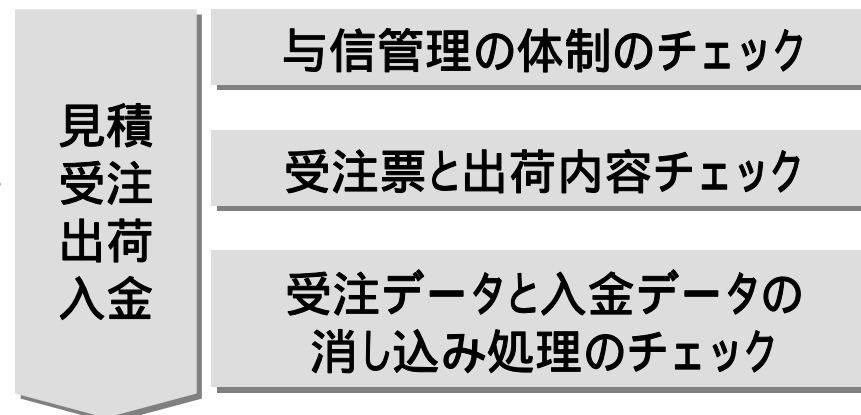 見積
受注
出荷
入金
与信管理の体制のチェック
受注票と出荷内容チェック
受注データと入金データの
消し込み処理のチェック